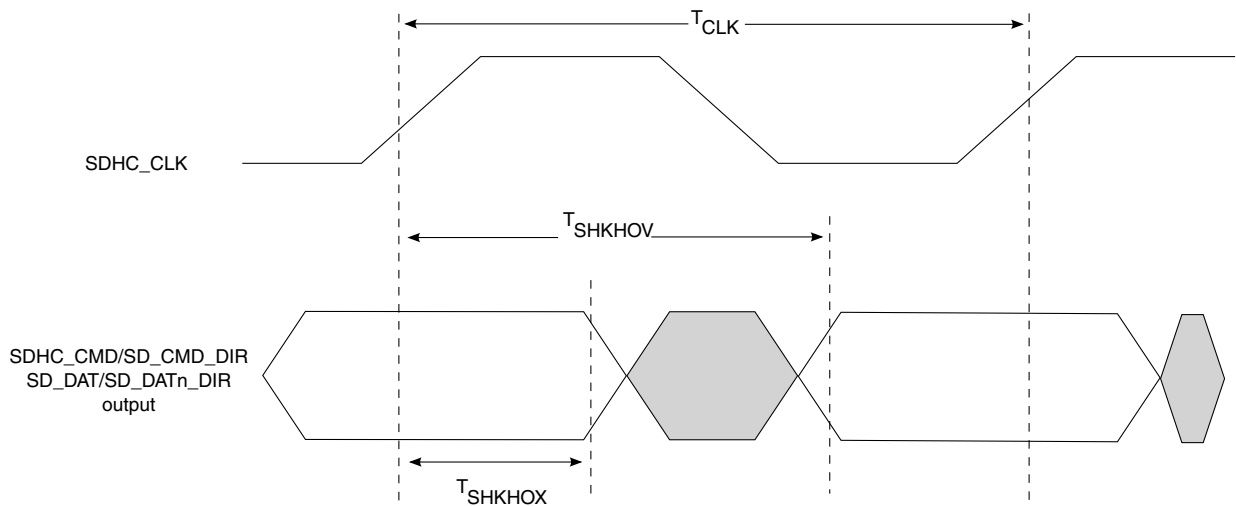 TCLK
SDHC_CLK
TSHKHOV
SDHC_CMD/SD_CMD_DIR
SD_DAT/SD_DATn_DIR
output
TSHKHOX